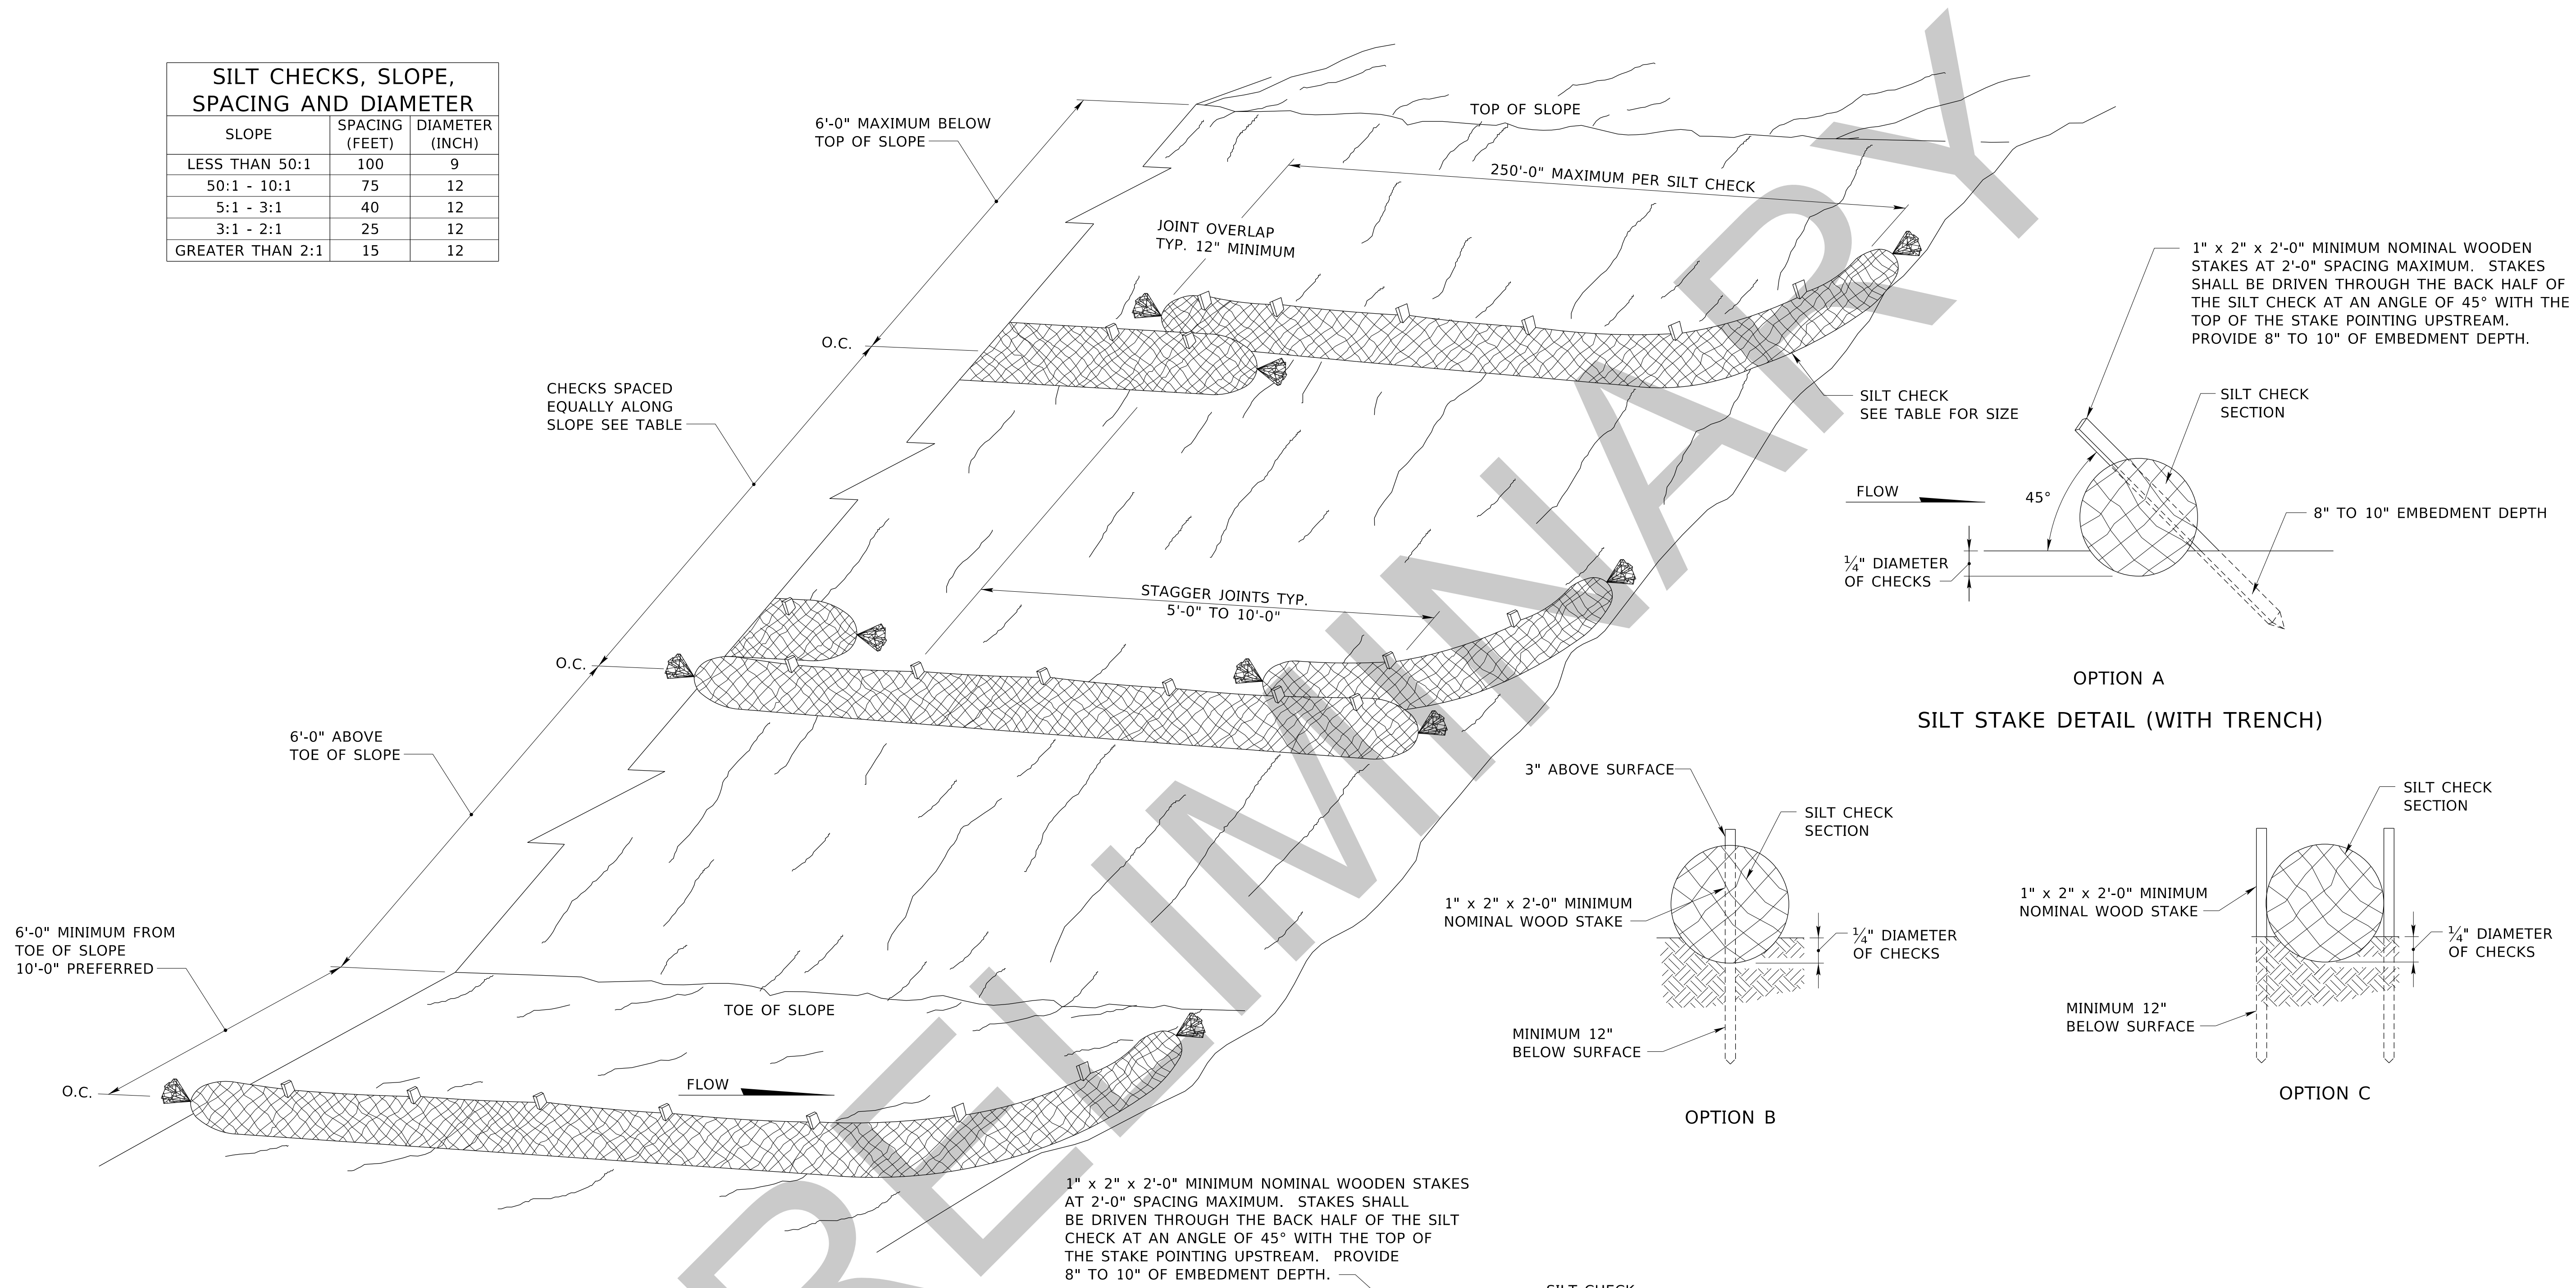 SILT CHECKS, SLOPE,
SPACING AND DIAMETER
SLOPE
SPACING
(FEET)
DIAMETER
(INCH)
LESS THAN 50:1 100 9
50:1 - 10:1 75 12
5:1 - 3:1 40 12
3:1 - 2:1 25 12
GREATER THAN 2:1 15 12
6'-0" MAXIMUM BELOW
TOP OF SLOPE
TOP OF SLOPE
250'-0" MAXIMUM PER SILT CHECK
JOINT OVERLAP
TYP. 12" MINIMUM
O.C.
CHECKS SPACED
EQUALLY ALONG
SLOPE SEE TABLE
SILT CHECK
SEE TABLE FOR SIZE
STAGGER JOINTS TYP.
5'-0" TO 10'-0"
O.C.
6'-0" ABOVE
TOE OF SLOPE
6'-0" MINIMUM FROM
TOE OF SLOPE
10'-0" PREFERRED
TOE OF SLOPE
O.C.
FLOW
1" x 2" x 2'-0" MINIMUM NOMINAL WOODEN
STAKES AT 2'-0" SPACING MAXIMUM. STAKES
SHALL BE DRIVEN THROUGH THE BACK HALF OF
THE SILT CHECK AT AN ANGLE OF 45° WITH THE
TOP OF THE STAKE POINTING UPSTREAM.
PROVIDE 8" TO 10" OF EMBEDMENT DEPTH.
SILT CHECK
SECTION
FLOW
45°
8" TO 10" EMBEDMENT DEPTH
¼" DIAMETER
OF CHECKS
OPTION A
SILT STAKE DETAIL (WITH TRENCH)
3" ABOVE SURFACE
SILT CHECK
SECTION
1" x 2" x 2'-0" MINIMUM
NOMINAL WOOD STAKE
¼" DIAMETER
OF CHECKS
MINIMUM 12"
BELOW SURFACE
OPTION B
SILT CHECK
SECTION
1" x 2" x 2'-0" MINIMUM
NOMINAL WOOD STAKE
¼" DIAMETER
OF CHECKS
MINIMUM 12"
BELOW SURFACE
OPTION C
1" x 2" x 2'-0" MINIMUM NOMINAL WOODEN STAKES
AT 2'-0" SPACING MAXIMUM. STAKES SHALL
BE DRIVEN THROUGH THE BACK HALF OF THE SILT
CHECK AT AN ANGLE OF 45° WITH THE TOP OF
THE STAKE POINTING UPSTREAM. PROVIDE
8" TO 10" OF EMBEDMENT DEPTH.
SILT CHECK
RELIMINARY